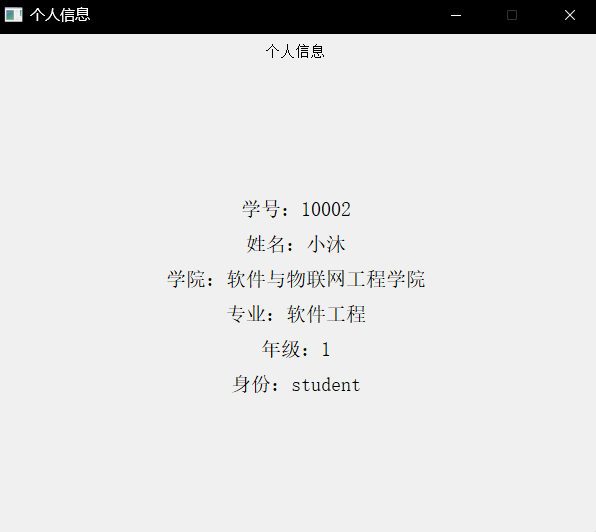 个人信息
个人信息
学号：10002
姓名：小沐
学院：软件与物联网工程学院
专业：软件工程
年级：1
身份：student